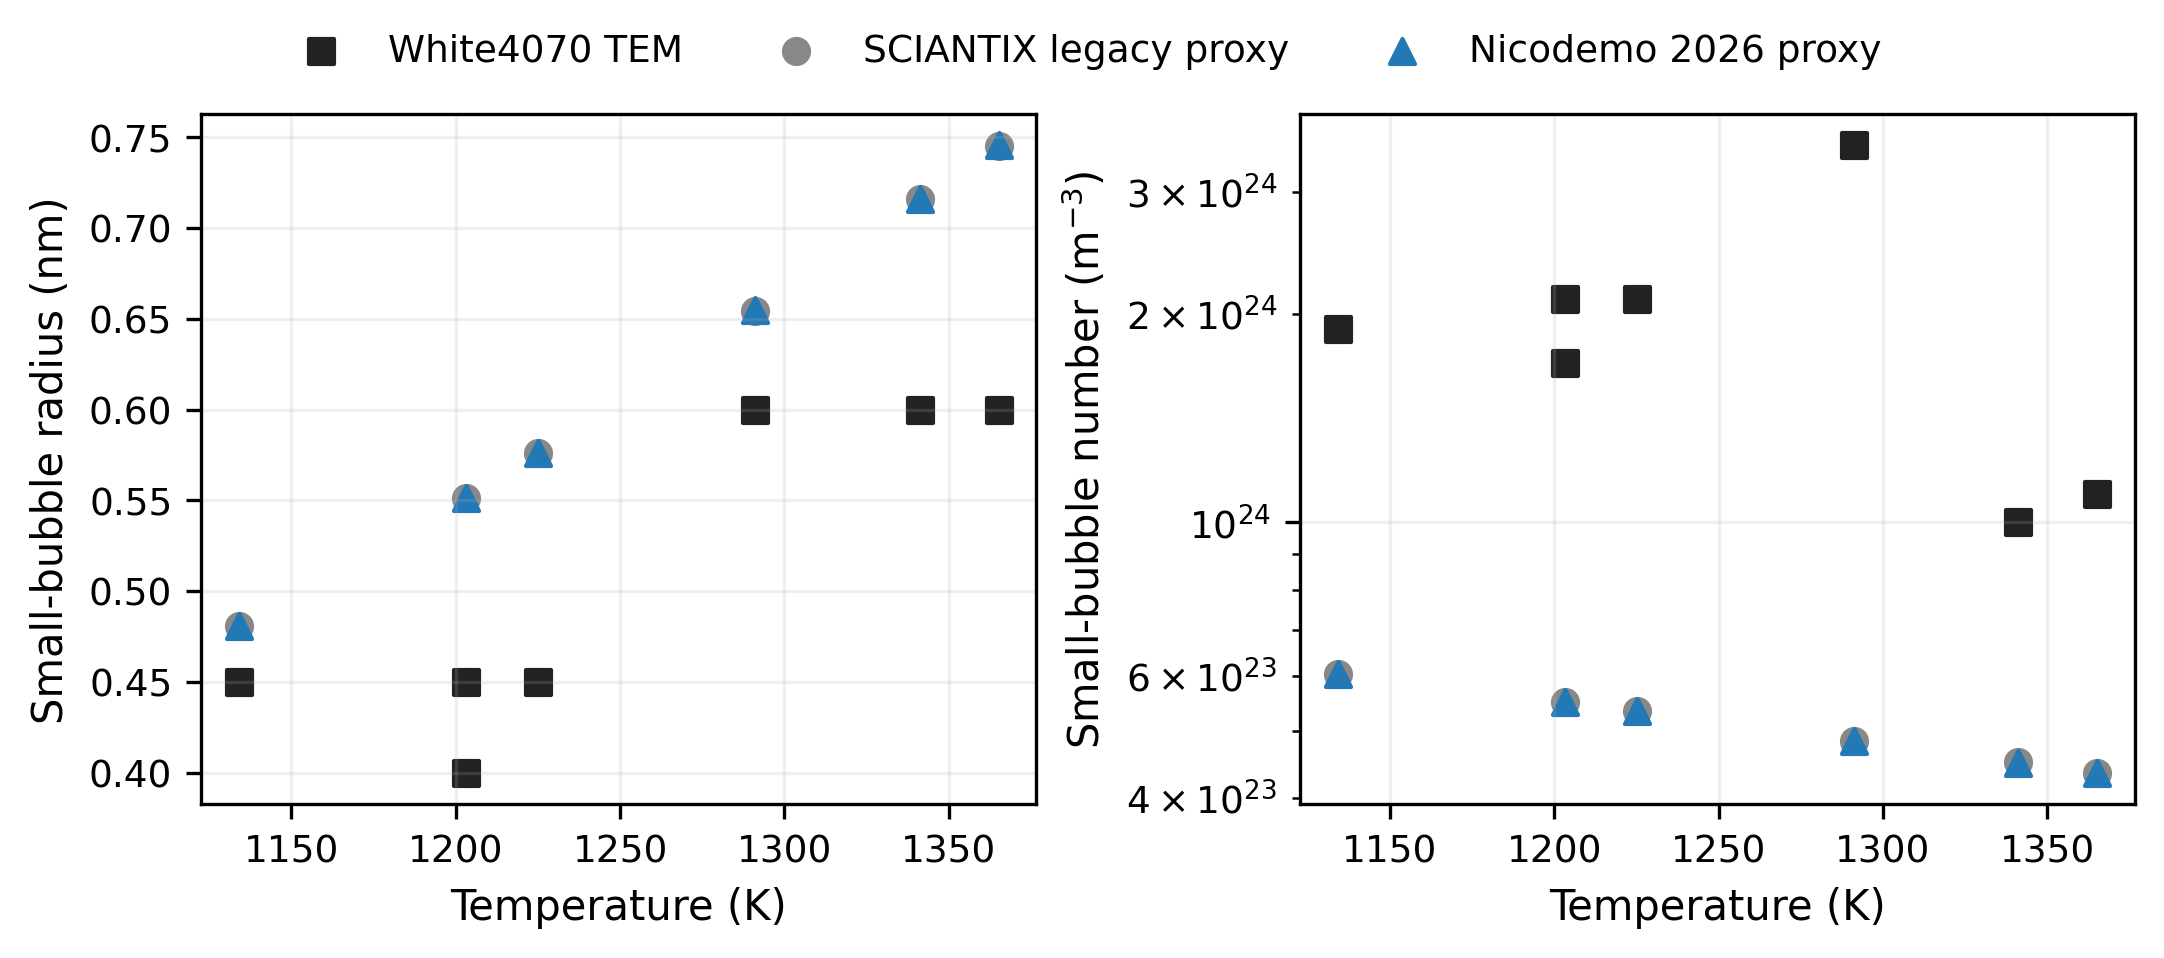 White4070 TEM
SCIANTIX legacy proxy
Nicodemo 2026 proxy
Small-bubble radius (nm)
0.75
0.70
0.65
0.60
0.55
0.50
0.45
0.40
1150 1200 1250 1300 1350
Temperature (K)
Small-bubble number (m⁻³)
3 × 10²⁴
2 × 10²⁴
10²⁴
6 × 10²³
4 × 10²³
1150 1200 1250 1300 1350
Temperature (K)